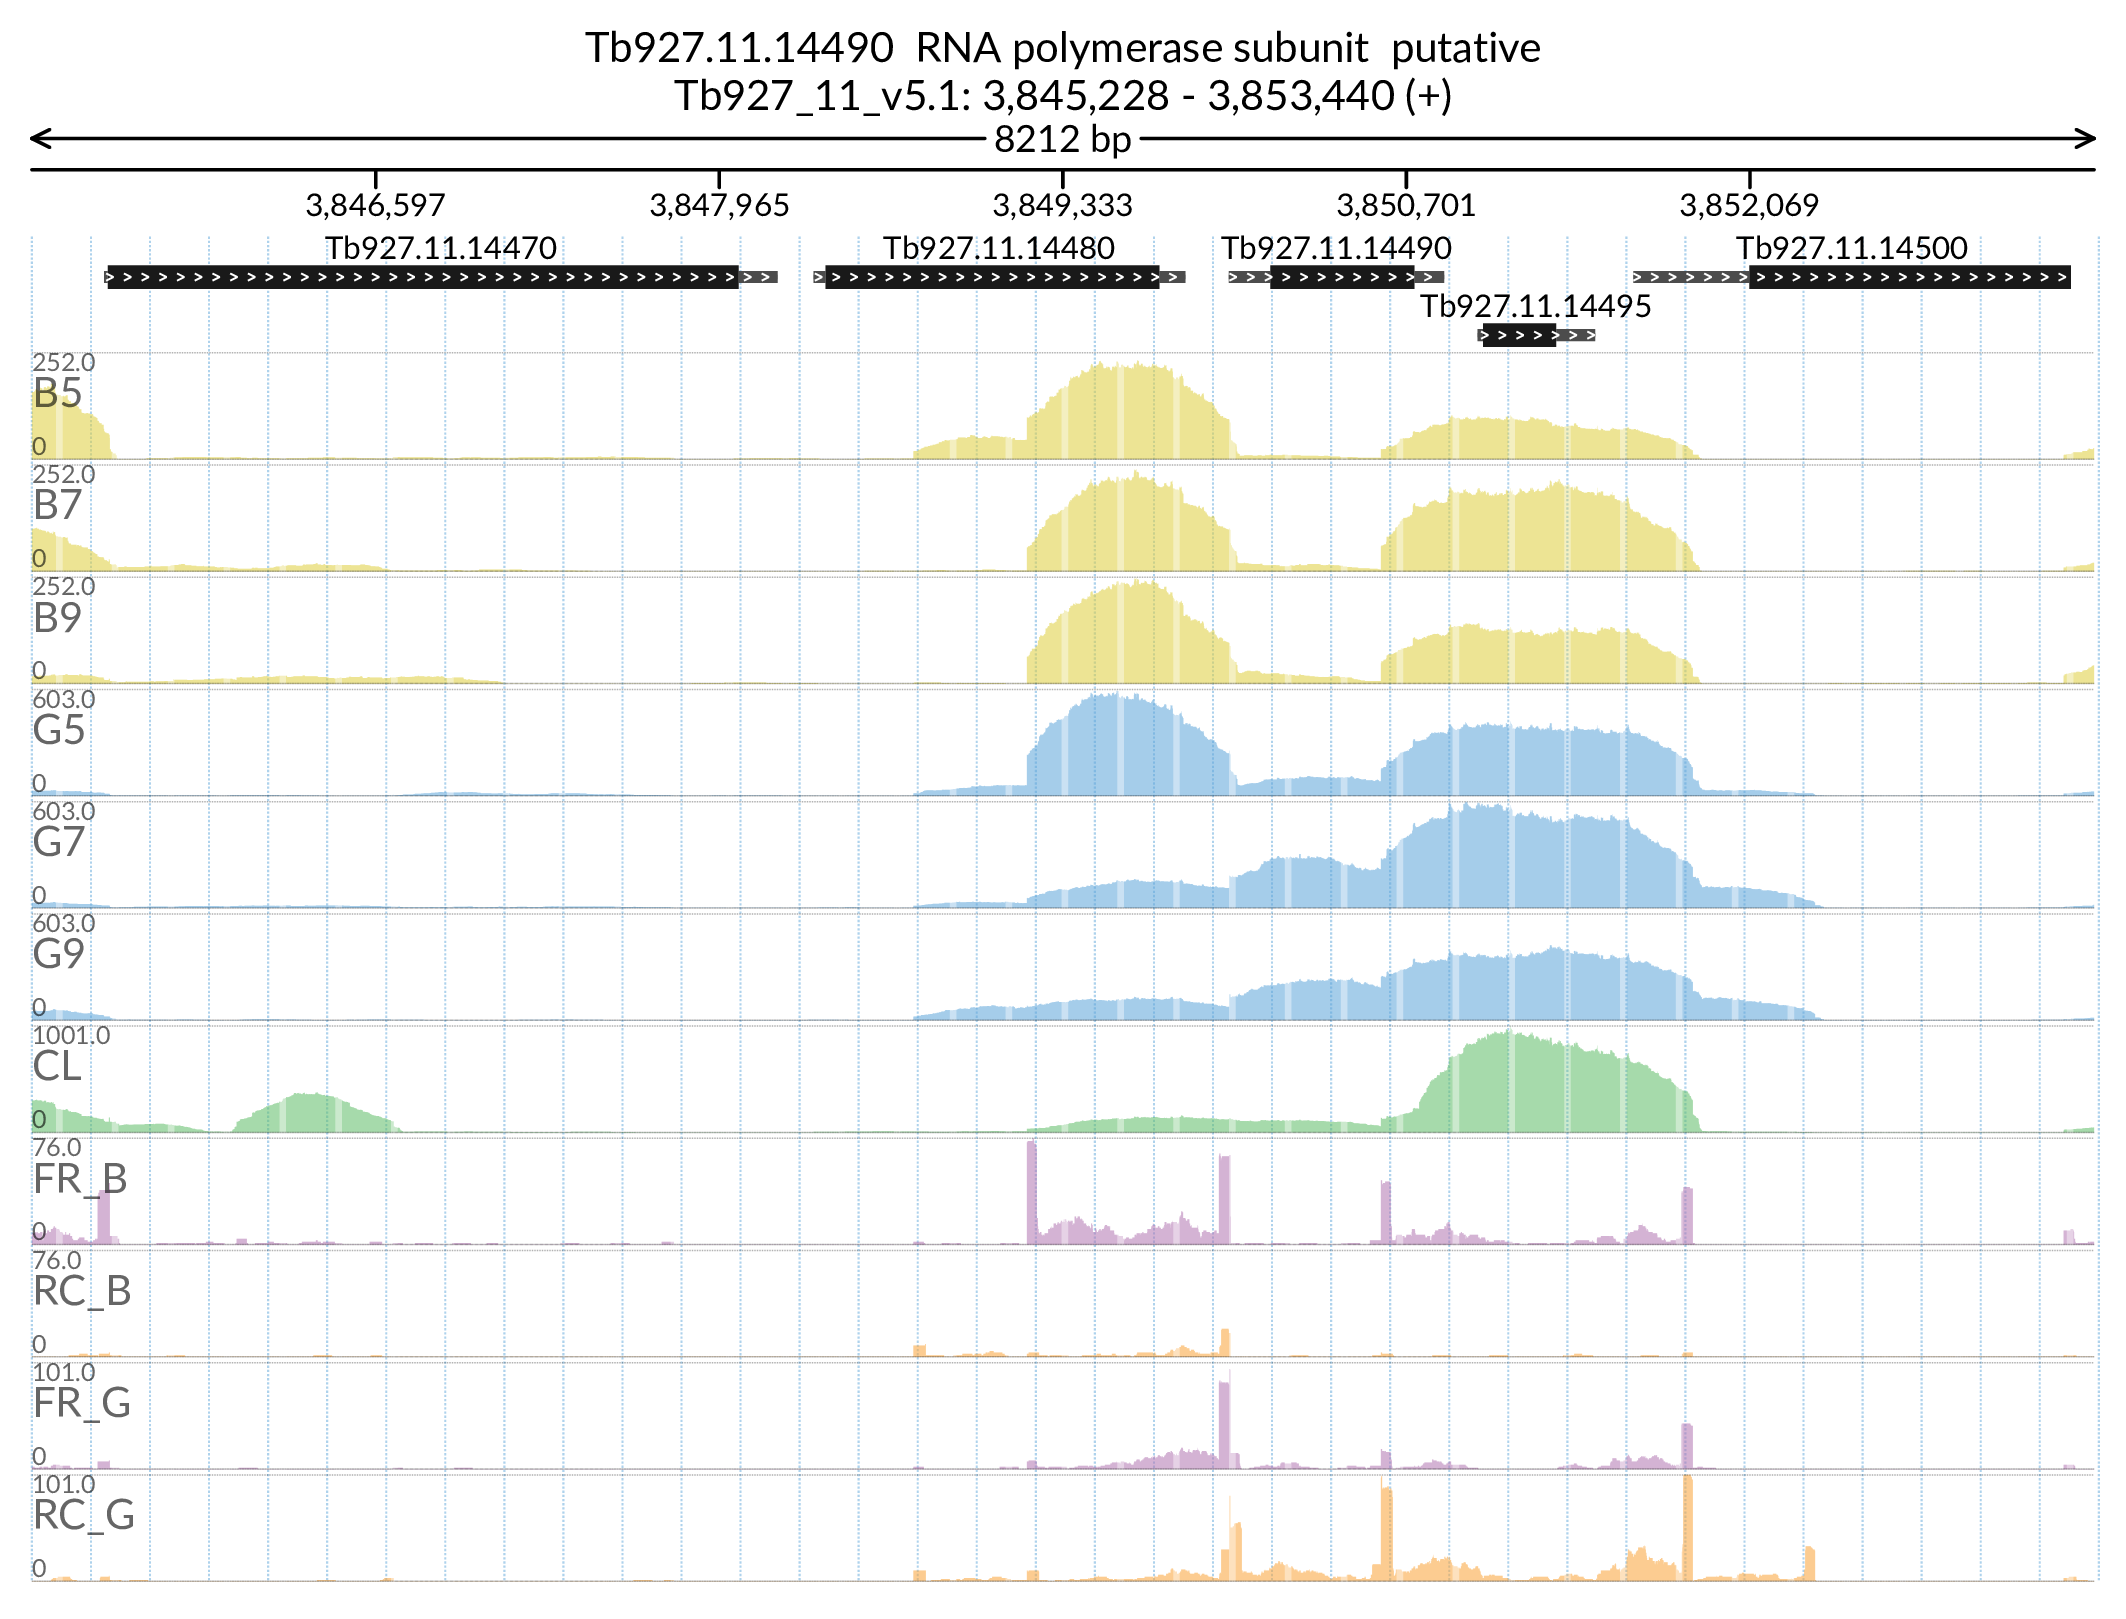 Tb927.11.14490  RNA polymerase subunit  putative
Tb927_11_v5.1: 3,845,228 - 3,853,440 (+)
8212 bp
3,846,597 3,847,965 3,849,333 3,850,701 3,852,069
Tb927.11.14470 Tb927.11.14480 Tb927.11.14490 Tb927.11.14500
Tb927.11.14495
252.0
B5
0
252.0
B7
0
252.0
B9
0
603.0
G5
0
603.0
G7
0
603.0
G9
0
1001.0
CL
0
76.0
FR_B
0
76.0
RC_B
0
101.0
FR_G
0
101.0
RC_G
0